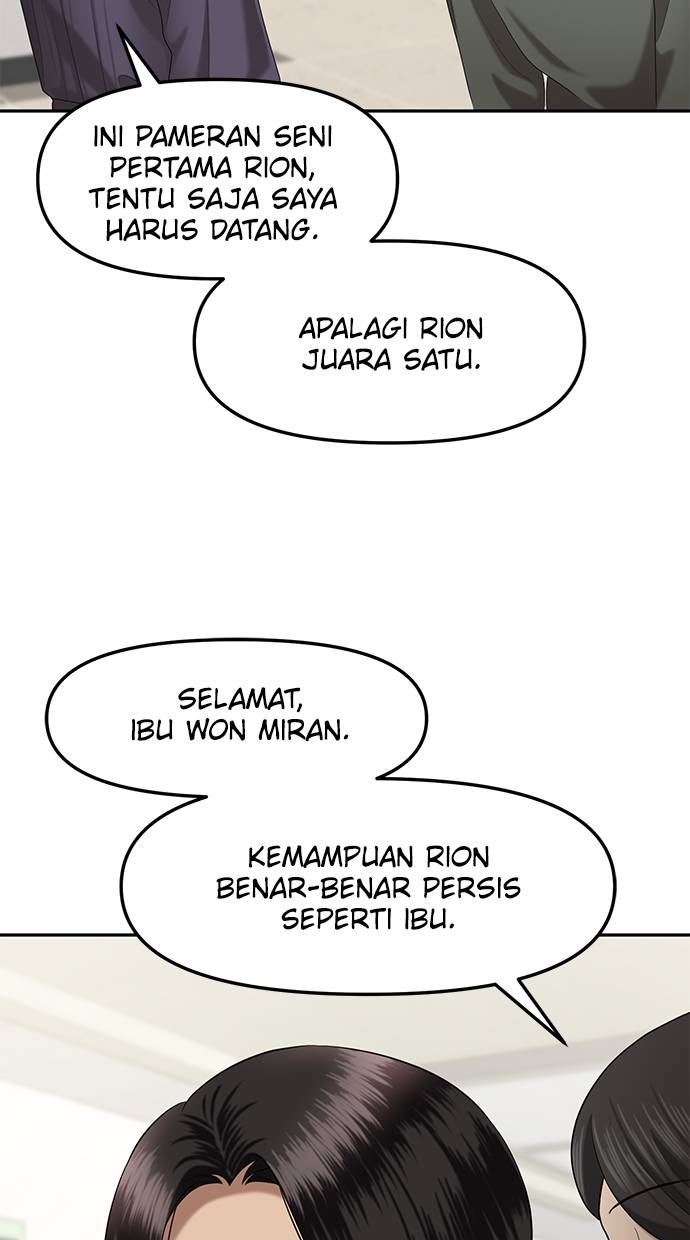 INI PAMERAN SENI
PERTAMA RION,
TENTU SAJA SAYA
HARUS DATANG.
APALAGI RION
JUARA SATU.
SELAMAT,
IBU WON MIRAN.
KEMAMPUAN RION
BENAR-BENAR PERSIS
SEPERTI IBU.